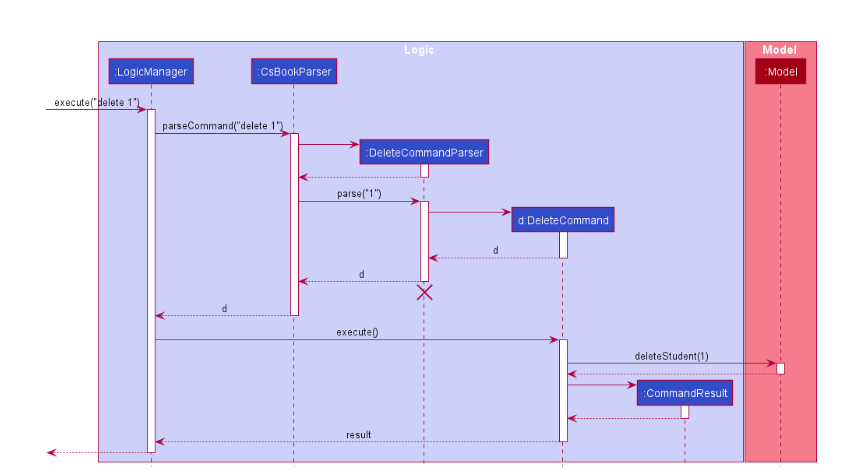 Logic
Model
:LogicManager
:CsBookParser
:Model
execute("delete 1")
parseCommand("delete 1")
:DeleteCommandParser
parse("1")
d:DeleteCommand
d
d
d
execute()
deleteStudent(1)
:CommandResult
result